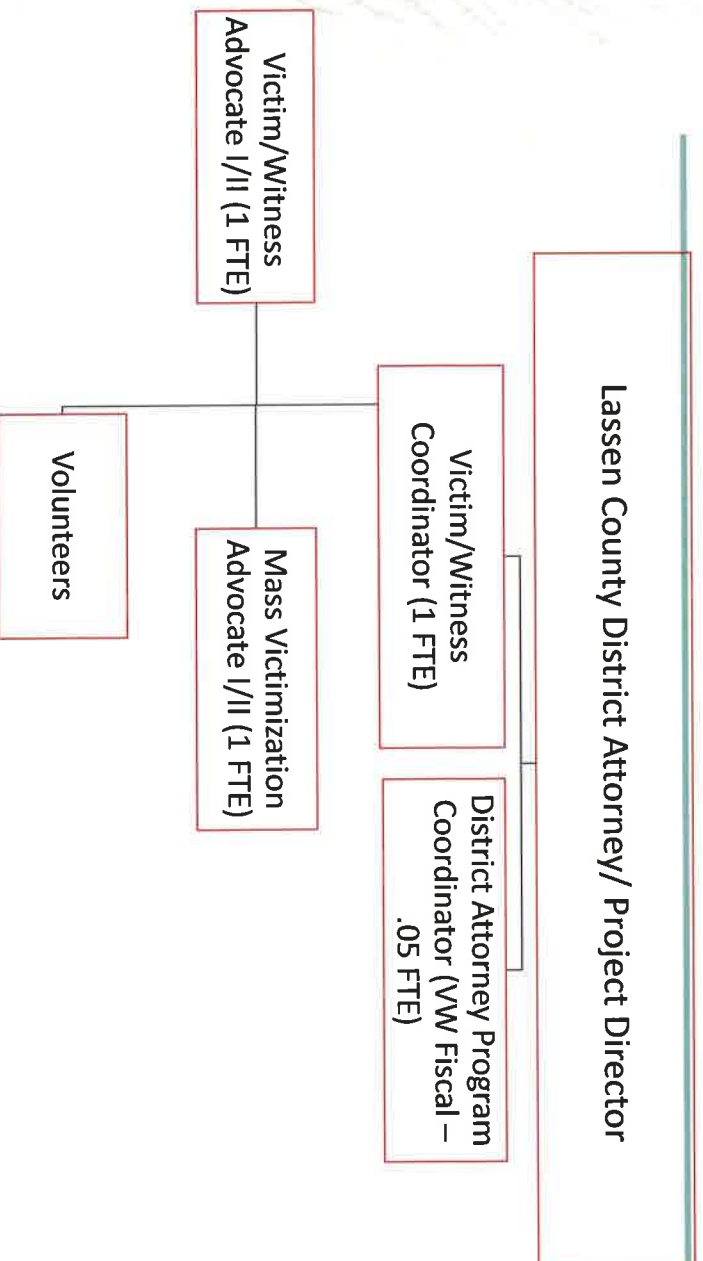 Lassen County District Attorney/ Project Director
Victim/Witness
Coordinator (1 FTE)
District Attorney Program
Coordinator (VW Fiscal –
.05 FTE)
Victim/Witness
Advocate I/II (1 FTE)
Mass Victimization
Advocate I/II (1 FTE)
Volunteers